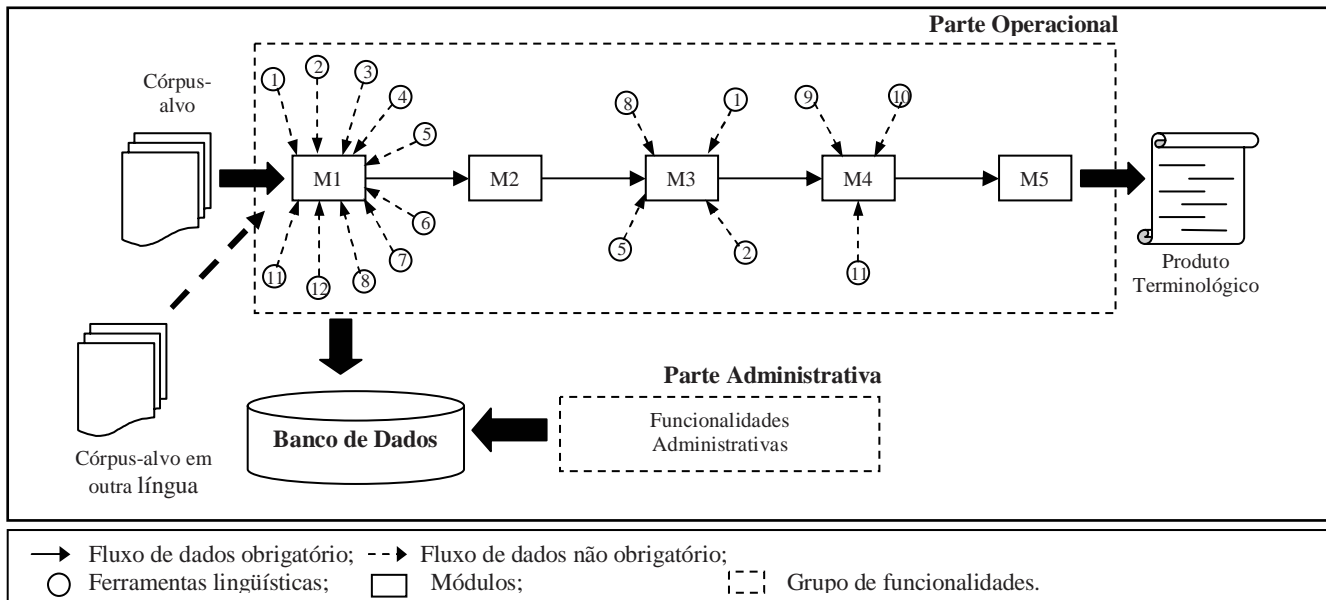 Parte Operacional
Córpus-
alvo
1
2
3
4
5
6
7
8
12
11
M1
M2
8
1
M3
5
2
9
10
M4
11
M5
Produto
Terminológico
Córpus-alvo em
outra língua
Banco de Dados
Parte Administrativa
Funcionalidades
Administrativas
Fluxo de dados obrigatório; Fluxo de dados não obrigatório;
Ferramentas lingüísticas; Módulos; Grupo de funcionalidades.